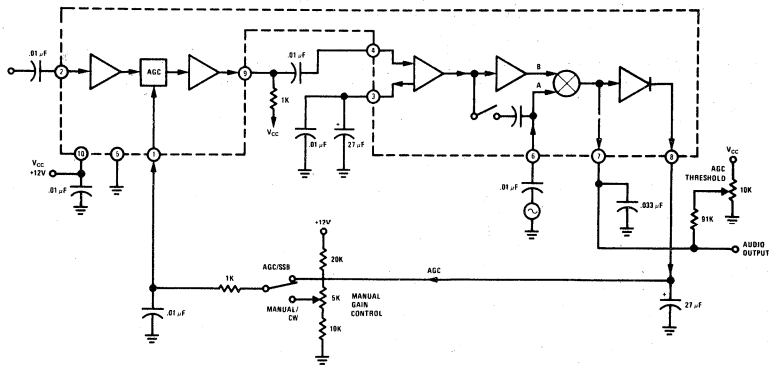 .01 µF
2
AGC
9
.01 µF
4
3
1K
VCC
.01 µF
27 µF
B
A
VCC
+12V
10
5
1
.01 µF
6
7
8
.01 µF
.033 µF
AGC
THRESHOLD
VCC
10K
91K
AUDIO
OUTPUT
+12V
20K
AGC/SSB
1K
AGC
MANUAL/
CW
5K
MANUAL
GAIN
CONTROL
10K
.01 µF
27 µF